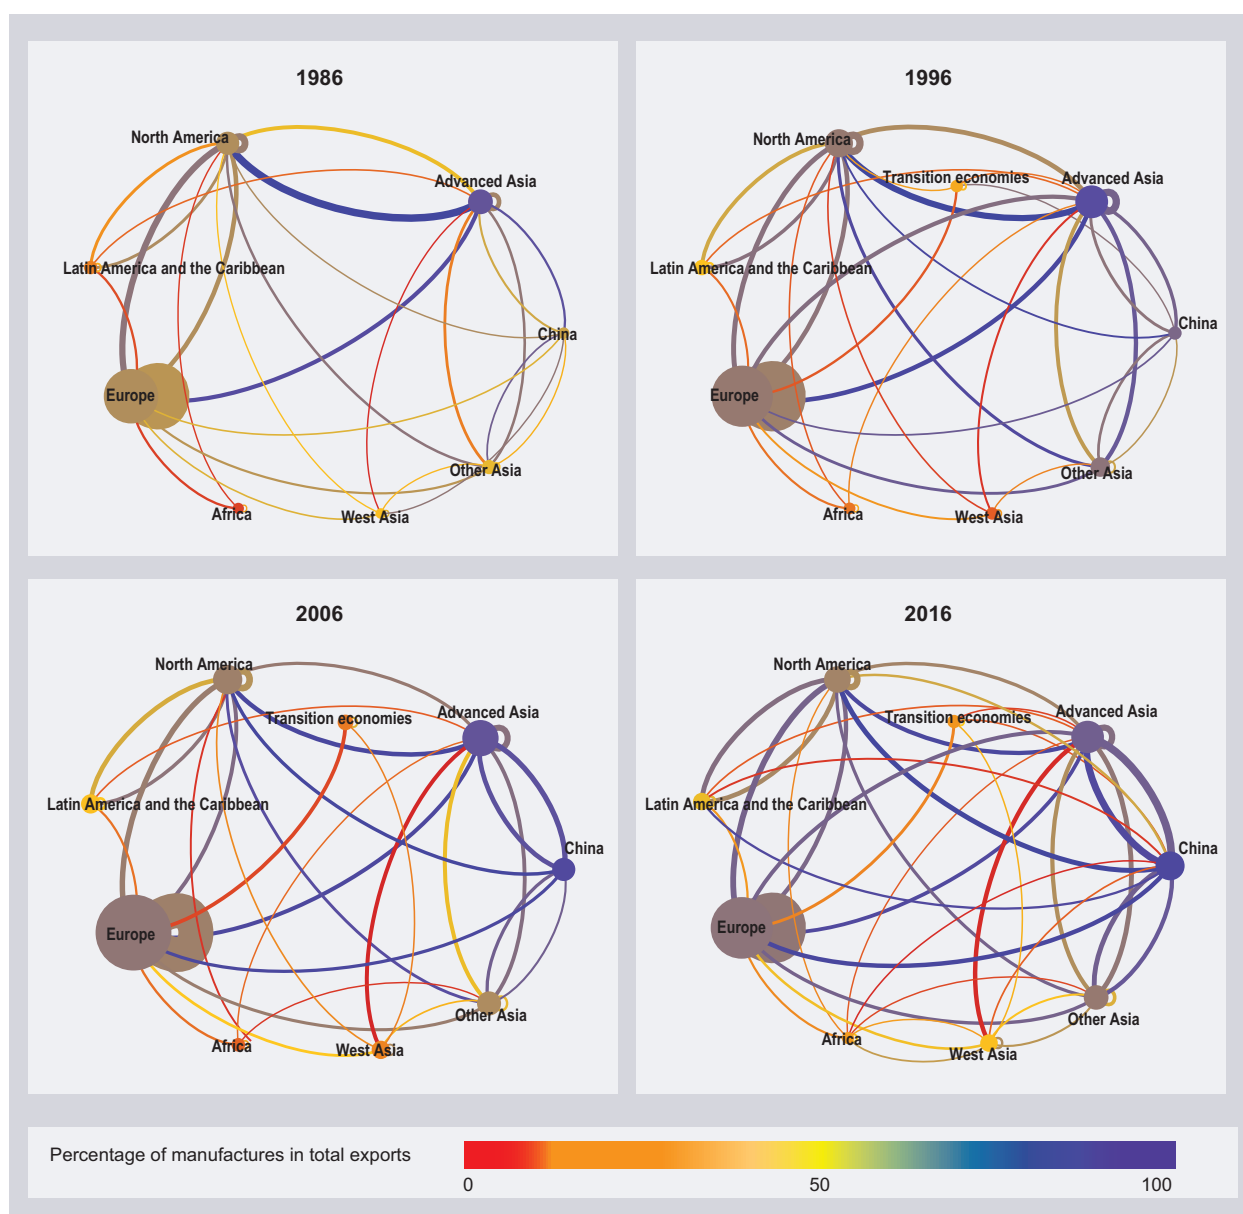 1986
North America
Advanced Asia
Latin America and the Caribbean
China
Europe
Other Asia
Africa
West Asia
1996
North America
Transition economies
Advanced Asia
Latin America and the Caribbean
China
Europe
Other Asia
Africa
West Asia
2006
North America
Transition economies
Advanced Asia
Latin America and the Caribbean
China
Europe
Other Asia
Africa
West Asia
2016
North America
Transition economies
Advanced Asia
Latin America and the Caribbean
China
Europe
Other Asia
Africa
West Asia
Percentage of manufactures in total exports
0
50
100